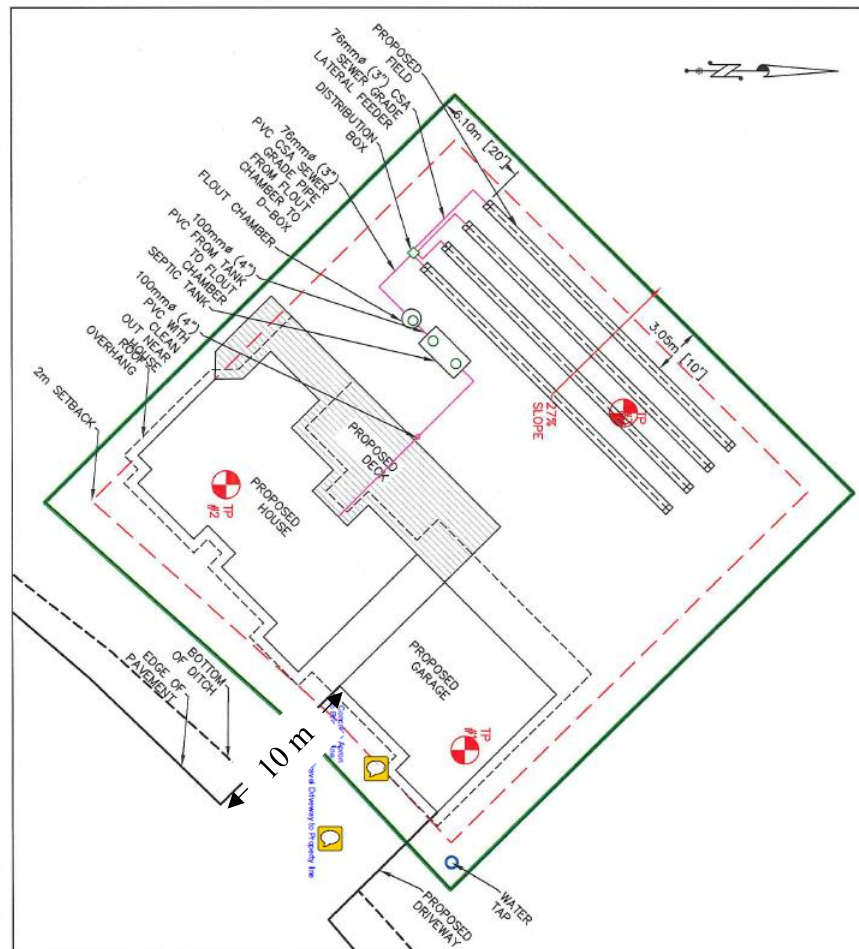 PROPOSED
FIELD
76mmø (3") CSA
SEWER GRADE
LATERAL FEEDER
DISTRIBUTION
BOX
76mmø (3")
PVC CSA SEWER
GRADE PIPE
FROM FLOUT
CHAMBER TO
D-BOX
FLOUT CHAMBER
100mmø (4")
PVC FROM TANK
TO FLOUT
CHAMBER
SEPTIC TANK
100mmø (4")
PVC WITH
CLEAN
OUT NEAR
HOUSE
ROOF
OVERHANG
2m SETBACK
6.10m [20']
3.05m [10']
27%
SLOPE
TP
PROPOSED
DECK
PROPOSED
HOUSE
TP
#2
PROPOSED
GARAGE
TP
BOTTOM
OF DITCH
EDGE OF
PAVEMENT
10 m
Driveway to Property line
WATER
TAP
PROPOSED
DRIVEWAY